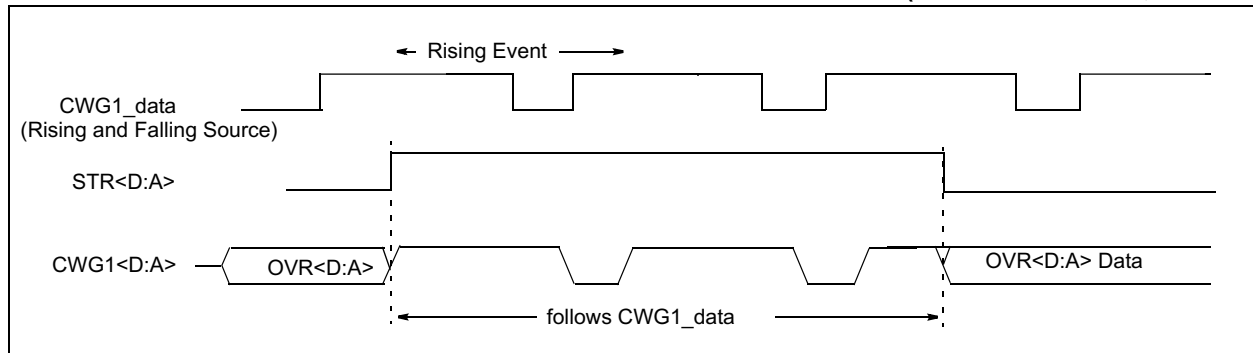 Rising Event
CWG1_data
(Rising and Falling Source)
STR<D:A>
CWG1<D:A>
OVR<D:A>
OVR<D:A> Data
follows CWG1_data